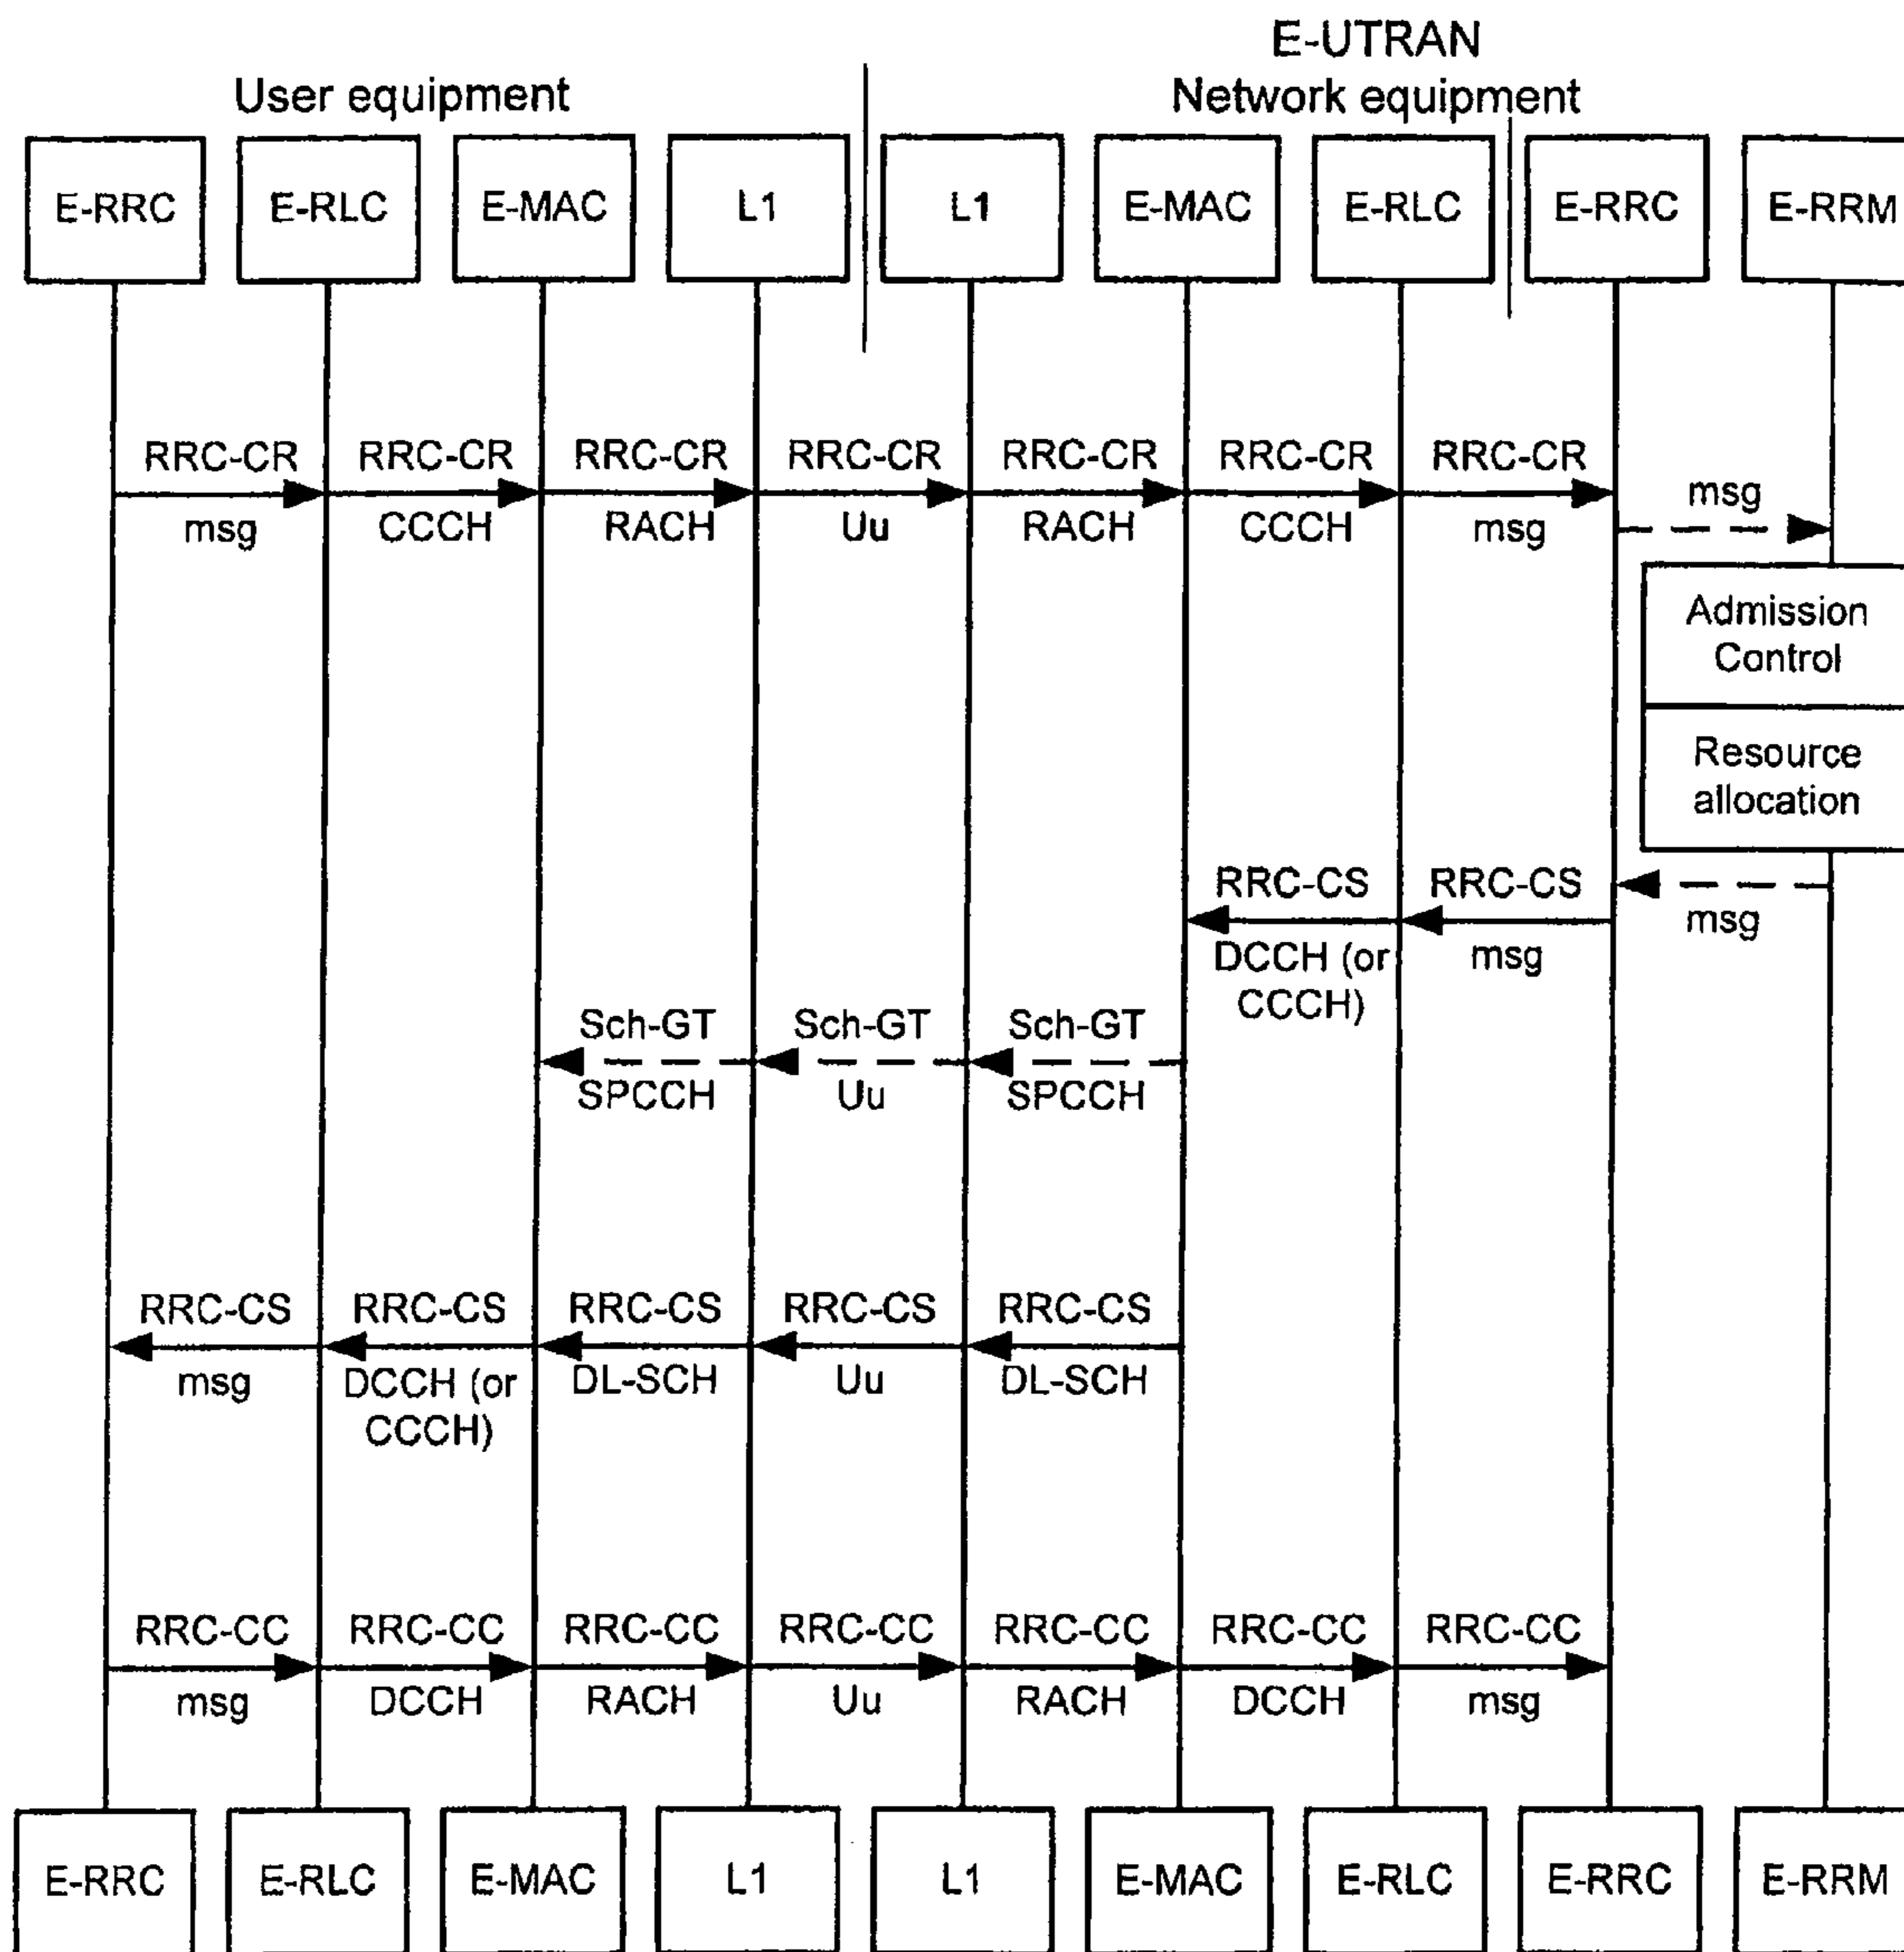 E-UTRAN
User equipment
Network equipment
E-RRC
E-RLC
E-MAC
L1
L1
E-MAC
E-RLC
E-RRC
E-RRM
RRC-CR
RRC-CR
RRC-CR
RRC-CR
RRC-CR
RRC-CR
RRC-CR
msg
msg
CCCH
RACH
Uu
RACH
CCCH
msg
Admission
Control
Resource
allocation
RRC-CS
RRC-CS
msg
DCCH (or
CCCH)
msg
Sch-GT
Sch-GT
Sch-GT
SPCCH
Uu
SPCCH
RRC-CS
RRC-CS
RRC-CS
RRC-CS
RRC-CS
msg
DCCH (or
CCCH)
DL-SCH
Uu
DL-SCH
RRC-CC
RRC-CC
RRC-CC
RRC-CC
RRC-CC
RRC-CC
RRC-CC
msg
DCCH
RACH
Uu
RACH
DCCH
msg
E-RRC
E-RLC
E-MAC
L1
L1
E-MAC
E-RLC
E-RRC
E-RRM